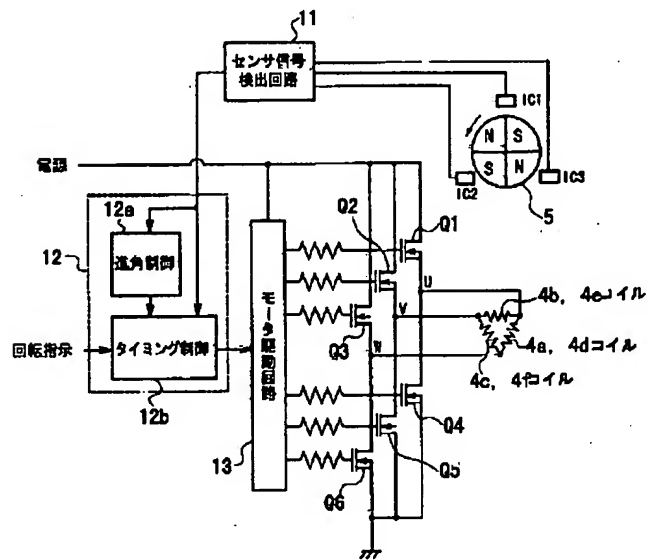 11
センサ信号
検出回路
IC1
N S
S N
IC2
IC3
5
電源
12a
12
進角制御
Q2
Q1
U
V
W
4b, 4eコイル
回転指示
タイミング制御
モータ駆動回路
Q3
4a, 4dコイル
4c, 4fコイル
12b
Q4
Q5
13
Q6